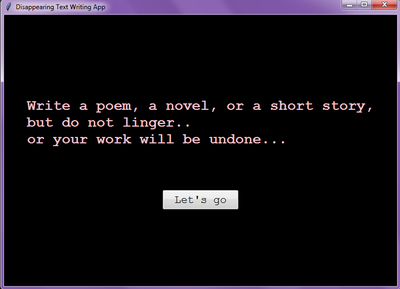 Disappearing Text Writing App
Write a poem, a novel, or a short story,
but do not linger..
or your work will be undone...
Let's go